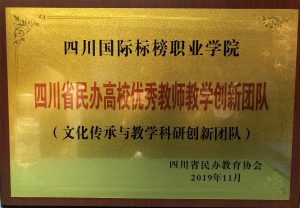 四川国际标榜职业学院
四川省民办高校优秀教师教学创新团队
（文化传承与教学科研创新团队）
四川省民办教育协会
2019年11月